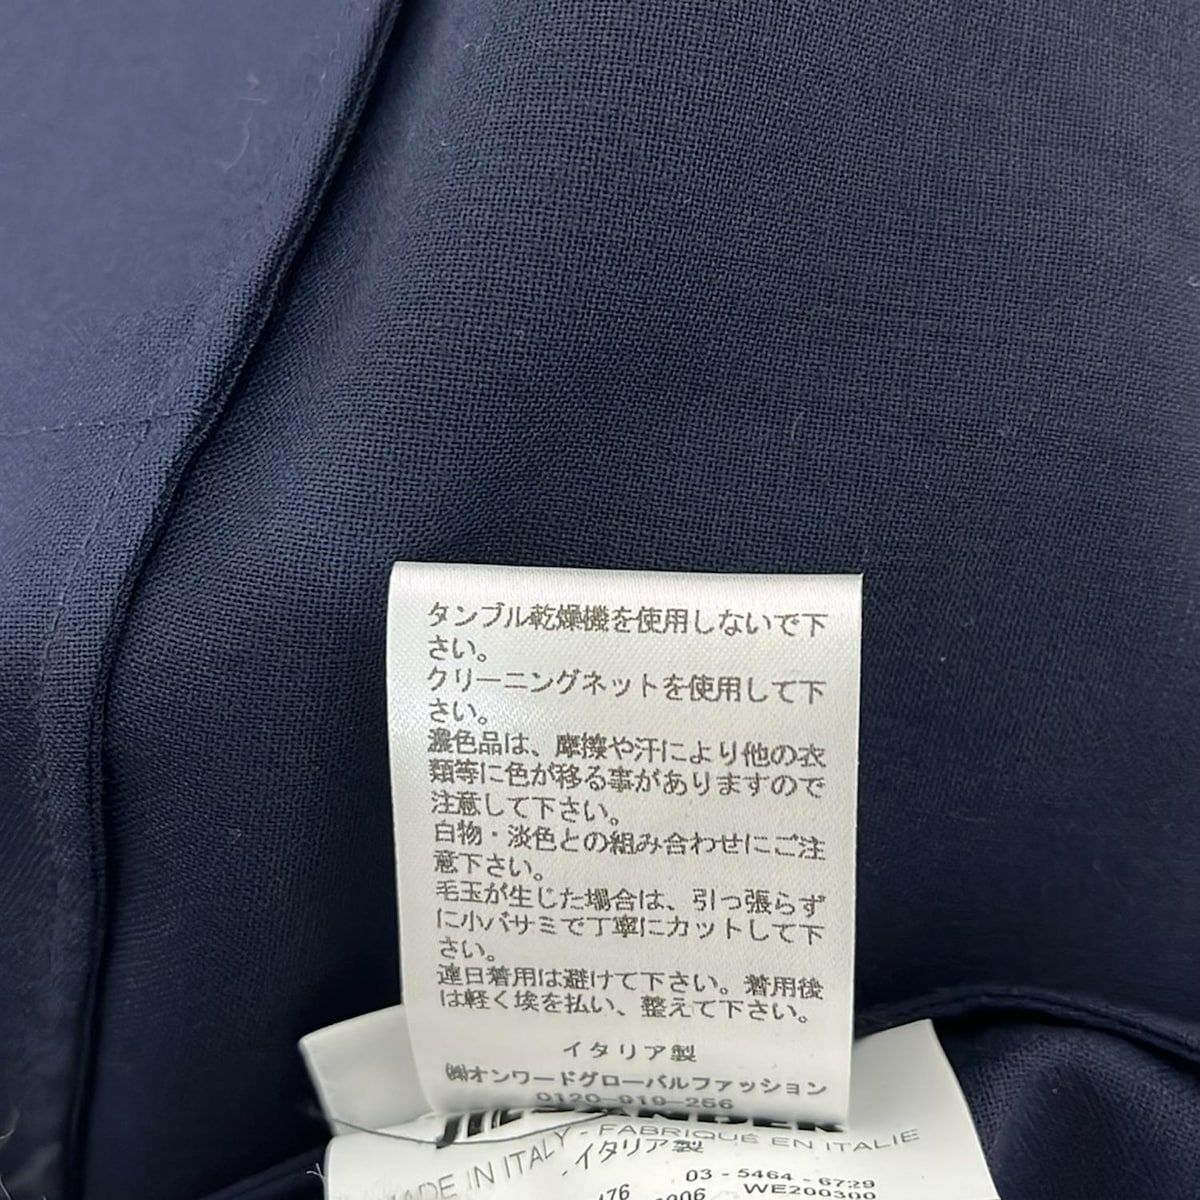 タンブル乾燥機を使用しないで下
さい。
クリーニングネットを使用して下
さい。
濃色品は、摩擦や汗により他の衣
類等に色が移る事がありますので
注意して下さい。
白物・淡色との組み合わせにご注
意下さい。
毛玉が生じた場合は、引っ張らず
に小バサミで丁寧にカットして下
さい。
連日着用は避けて下さい。着用後
は軽く埃を払い、整えて下さい。
イタリア製
㈱オンワードグローバルファッション
0120-919-256
MADE IN ITALY - FABRIQUE EN ITALIE
イタリア製
03 - 5464 - 6729
WE200300